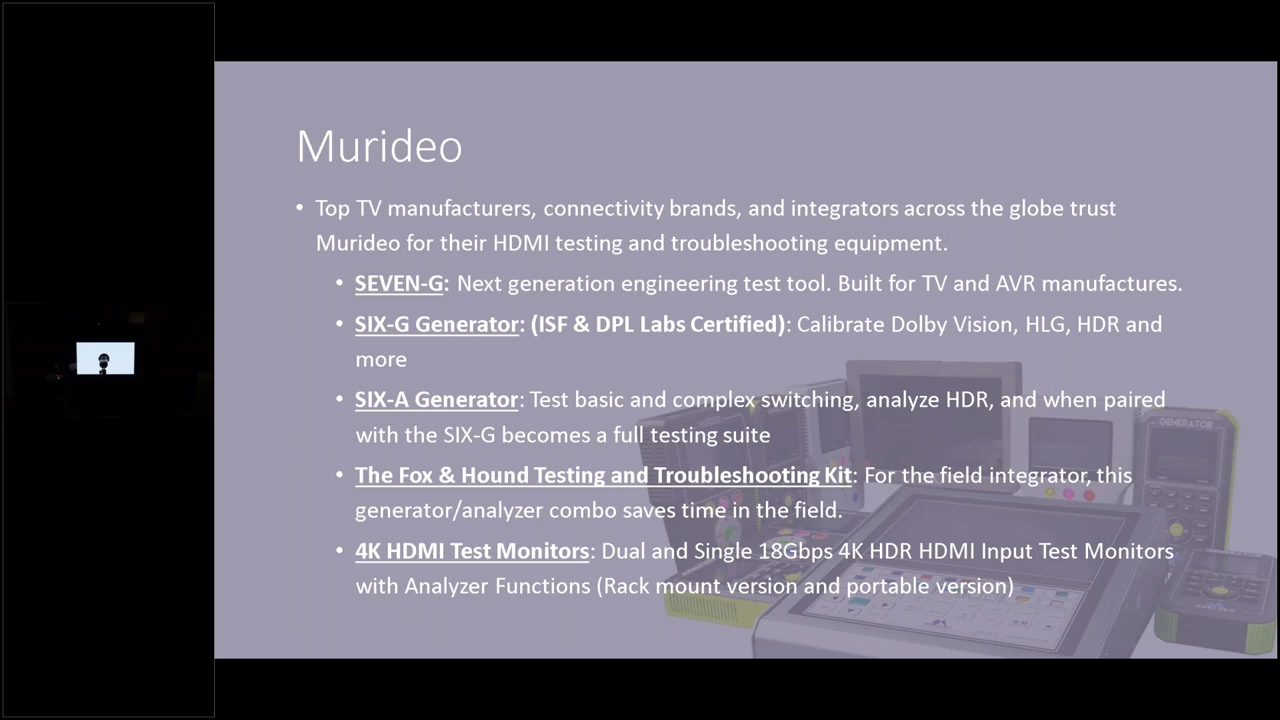 Murideo
• Top TV manufacturers, connectivity brands, and integrators across the globe trust
Murideo for their HDMI testing and troubleshooting equipment.
• SEVEN-G: Next generation engineering test tool. Built for TV and AVR manufactures.
• SIX-G Generator: (ISF & DPL Labs Certified): Calibrate Dolby Vision, HLG, HDR and
more
• SIX-A Generator: Test basic and complex switching, analyze HDR, and when paired
with the SIX-G becomes a full testing suite
• The Fox & Hound Testing and Troubleshooting Kit: For the field integrator, this
generator/analyzer combo saves time in the field.
• 4K HDMI Test Monitors: Dual and Single 18Gbps 4K HDR HDMI Input Test Monitors
with Analyzer Functions (Rack mount version and portable version)
GENERATOR